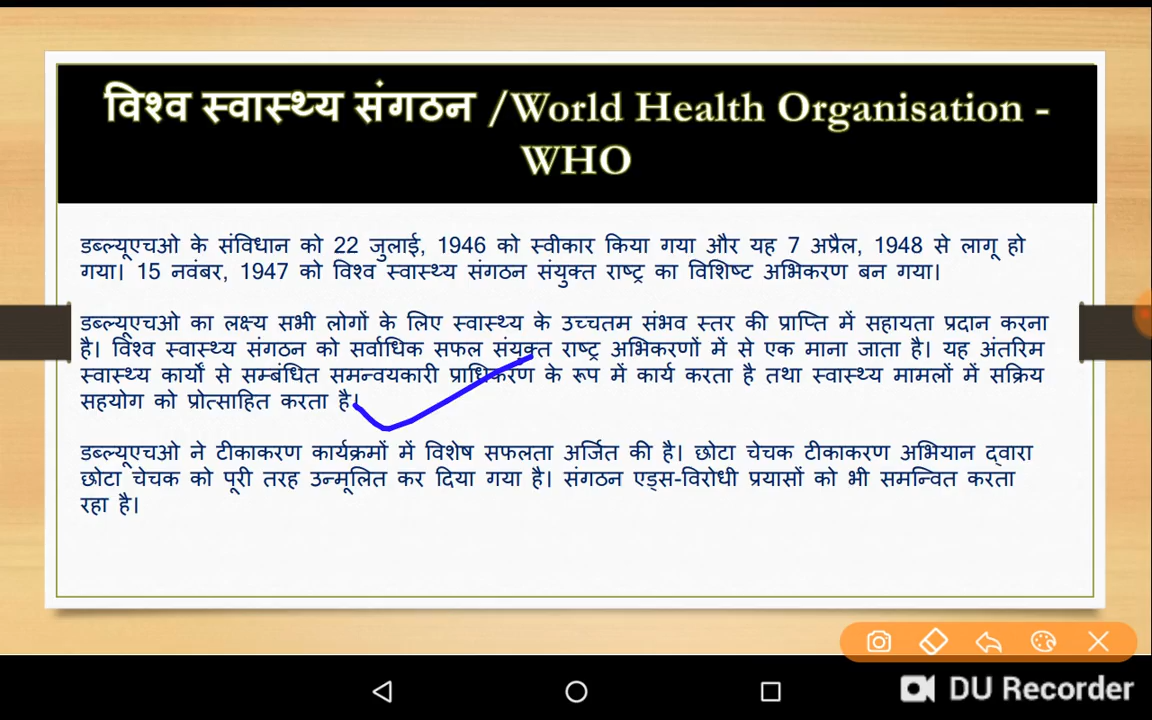 विश्व स्वास्थ्य संगठन /World Health Organisation -
WHO
डब्ल्यूएचओ के संविधान को 22 जुलाई, 1946 को स्वीकार किया गया और यह 7 अप्रैल, 1948 से लागू हो
गया। 15 नवंबर, 1947 को विश्व स्वास्थ्य संगठन संयुक्त राष्ट्र का विशिष्ट अभिकरण बन गया।
डब्ल्यूएचओ का लक्ष्य सभी लोगों के लिए स्वास्थ्य के उच्चतम संभव स्तर की प्राप्ति में सहायता प्रदान करना
है। विश्व स्वास्थ्य संगठन को सर्वाधिक सफल संयुक्त राष्ट्र अभिकरणों में से एक माना जाता है। यह अंतरिम
स्वास्थ्य कार्यों से सम्बंधित समन्वयकारी प्राधिकरण के रूप में कार्य करता है तथा स्वास्थ्य मामलों में सक्रिय
सहयोग को प्रोत्साहित करता है।
डब्ल्यूएचओ ने टीकाकरण कार्यक्रमों में विशेष सफलता अर्जित की है। छोटा चेचक टीकाकरण अभियान द्वारा
छोटा चेचक को पूरी तरह उन्मूलित कर दिया गया है। संगठन एड्स-विरोधी प्रयासों को भी समन्वित करता
रहा है।
DU Recorder